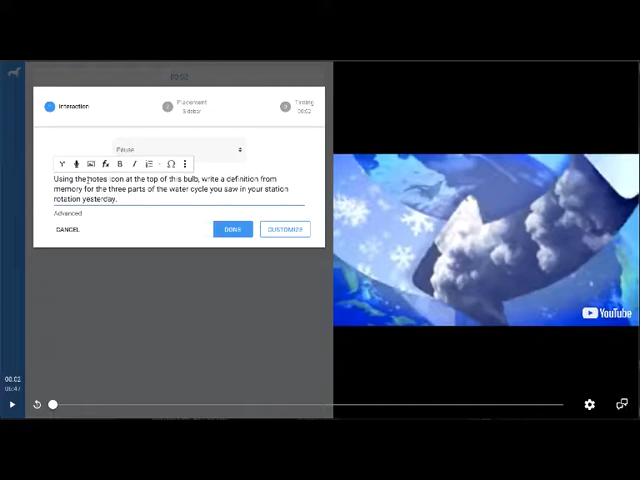 00:02
Interaction
Placement
Sidebar
Timing
00:02
Pause
Using the notes icon at the top of this bulb, write a definition from
memory for the three parts of the water cycle you saw in your station
rotation yesterday.
Advanced
CANCEL
DONE
CUSTOMIZE
YouTube
00:02